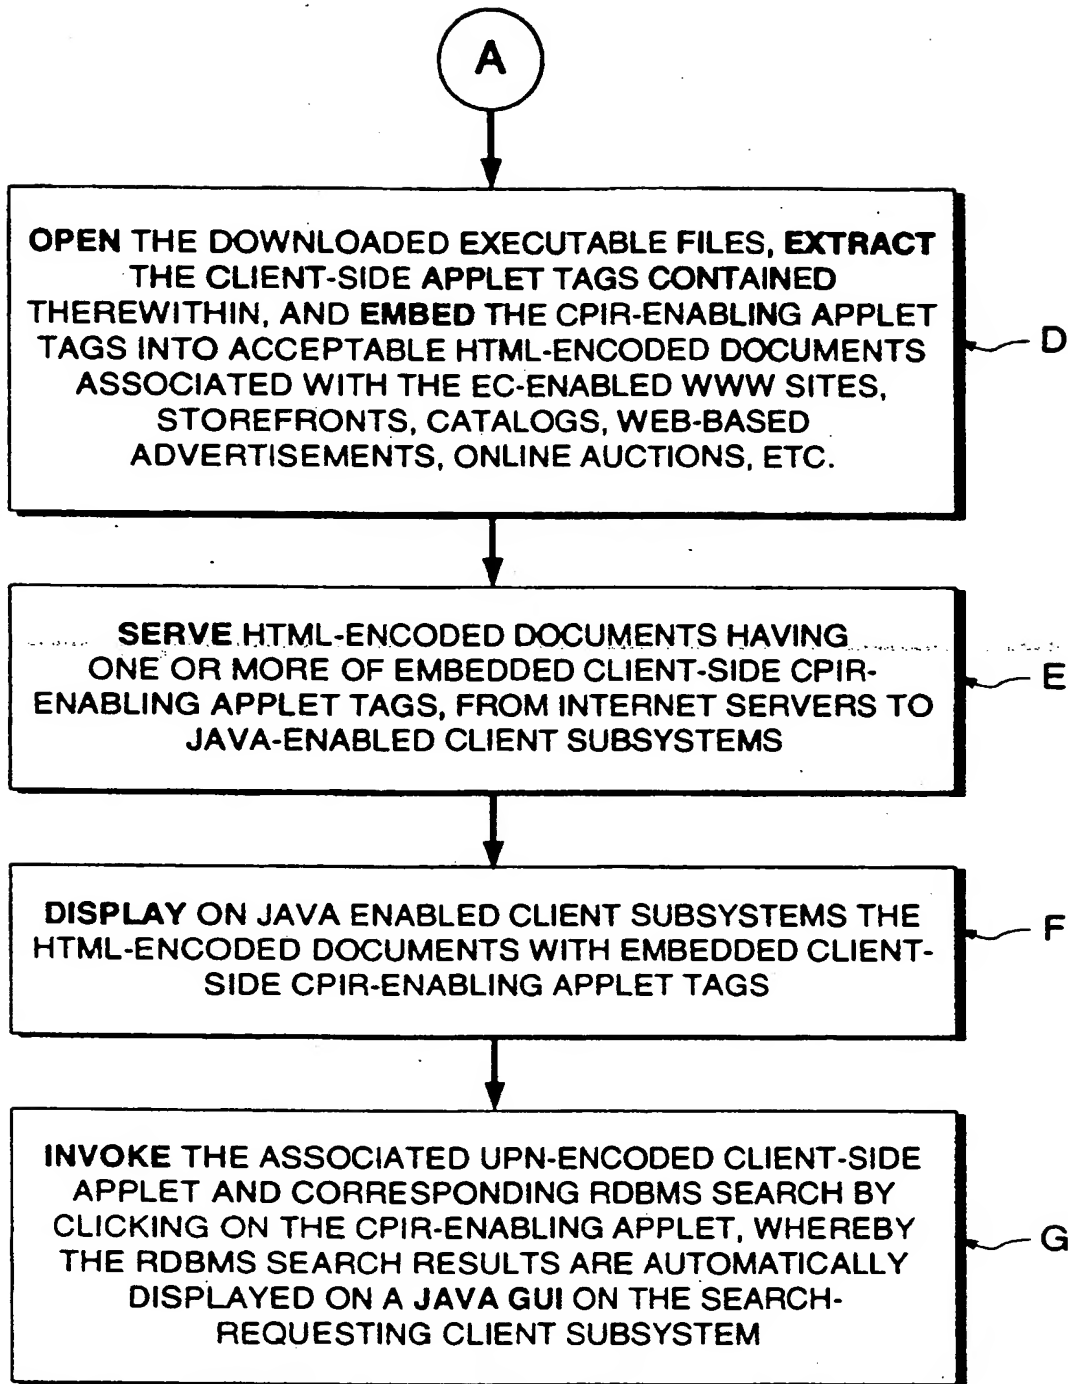 A
OPEN THE DOWNLOADED EXECUTABLE FILES, EXTRACT
THE CLIENT-SIDE APPLET TAGS CONTAINED
THEREWITHIN, AND EMBED THE CPIR-ENABLING APPLET
TAGS INTO ACCEPTABLE HTML-ENCODED DOCUMENTS
ASSOCIATED WITH THE EC-ENABLED WWW SITES,
STOREFRONTS, CATALOGS, WEB-BASED
ADVERTISEMENTS, ONLINE AUCTIONS, ETC.
D
SERVE HTML-ENCODED DOCUMENTS HAVING
ONE OR MORE OF EMBEDDED CLIENT-SIDE CPIR-
ENABLING APPLET TAGS, FROM INTERNET SERVERS TO
JAVA-ENABLED CLIENT SUBSYSTEMS
E
DISPLAY ON JAVA ENABLED CLIENT SUBSYSTEMS THE
HTML-ENCODED DOCUMENTS WITH EMBEDDED CLIENT-
SIDE CPIR-ENABLING APPLET TAGS
F
INVOKE THE ASSOCIATED UPN-ENCODED CLIENT-SIDE
APPLET AND CORRESPONDING RDBMS SEARCH BY
CLICKING ON THE CPIR-ENABLING APPLET, WHEREBY
THE RDBMS SEARCH RESULTS ARE AUTOMATICALLY
DISPLAYED ON A JAVA GUI ON THE SEARCH-
REQUESTING CLIENT SUBSYSTEM
G